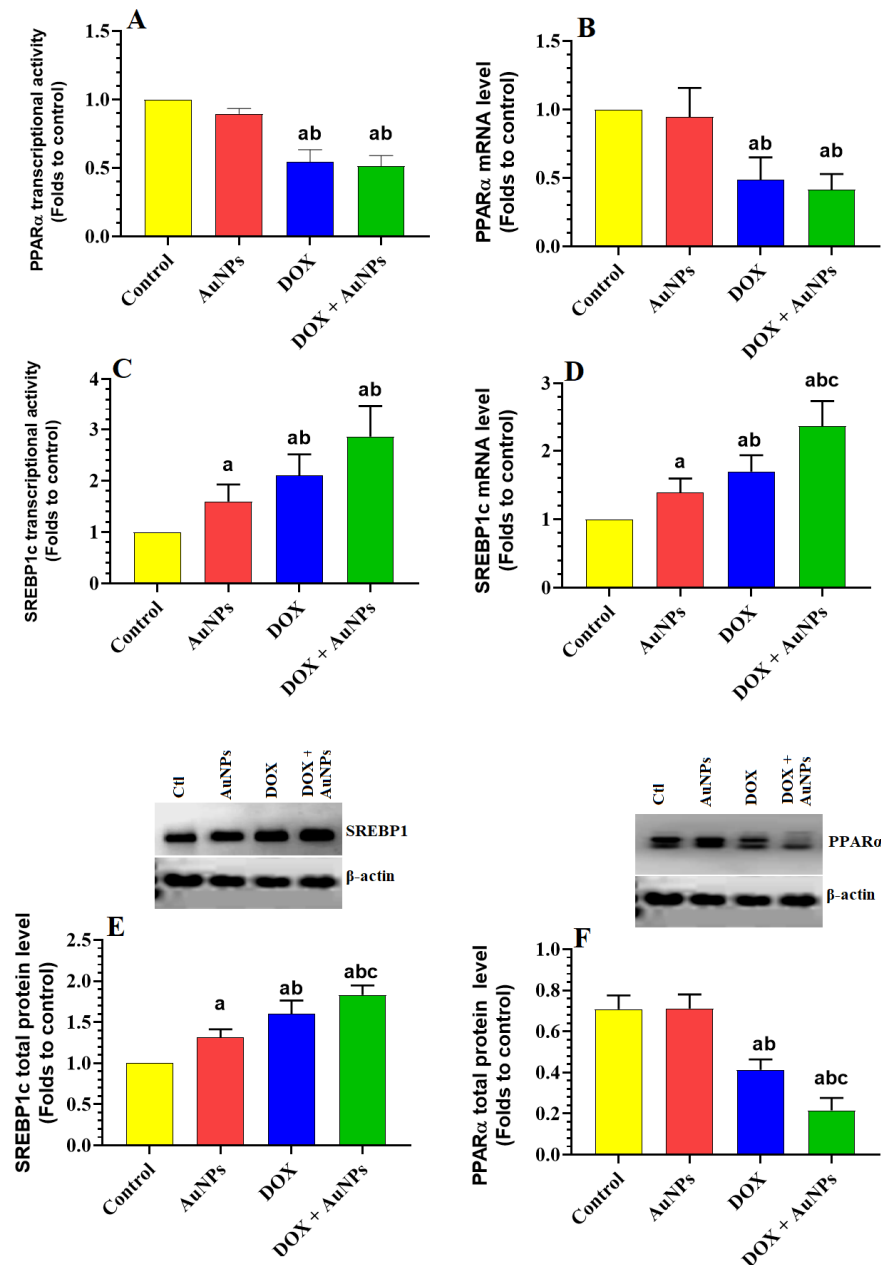 A
PPARα transcriptional activity
(Folds to control)
1.5
1.0
0.5
0.0
ab
ab
Control
AuNPs
DOX
DOX + AuNPs
B
PPARα mRNA level
(Folds to control)
1.5
1.0
0.5
0.0
ab
ab
Control
AuNPs
DOX
DOX + AuNPs
C
SREBP1c transcriptional activity
(Folds to control)
4
3
2
1
0
a
ab
ab
Control
AuNPs
DOX
DOX + AuNPs
D
SREBP1c mRNA level
(Folds to control)
3
2
1
0
a
ab
abc
Control
AuNPs
DOX
DOX + AuNPs
Ctl
AuNPs
DOX
DOX +
AuNPs
SREBP1
β-actin
E
SREBP1c total protein level
(Folds to control)
2.5
2.0
1.5
1.0
0.5
0.0
a
ab
abc
Control
AuNPs
DOX
DOX + AuNPs
Ctl
AuNPs
DOX
DOX +
AuNPs
PPARα
β-actin
F
PPARα total protein level
(Folds to control)
1.0
0.8
0.6
0.4
0.2
0.0
ab
abc
Control
AuNPs
DOX
DOX + AuNPs